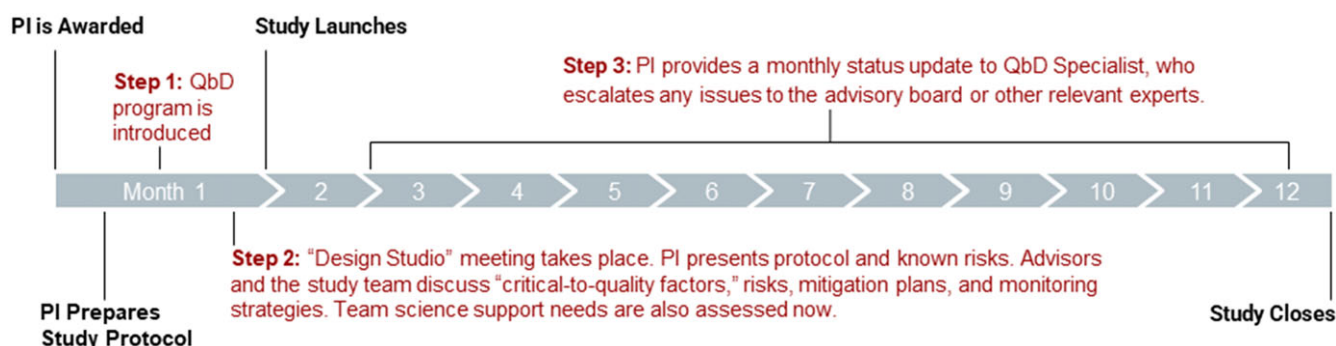 PI is Awarded
Study Launches
Step 1: QbD
program is
introduced
Step 3: PI provides a monthly status update to QbD Specialist, who
escalates any issues to the advisory board or other relevant experts.
Month 1 2 3 4 5 6 7 8 9 10 11 12
Step 2: “Design Studio” meeting takes place. PI presents protocol and known risks. Advisors
and the study team discuss “critical-to-quality factors,” risks, mitigation plans, and monitoring
strategies. Team science support needs are also assessed now.
PI Prepares
Study Protocol
Study Closes